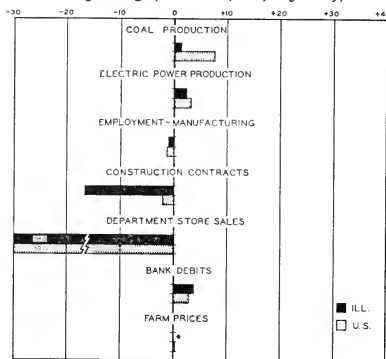 -30 -20 -10 0 +10 +20 +30 +4
COAL PRODUCTION
ELECTRIC POWER PRODUCTION
EMPLOYMENT-MANUFACTURING
CONSTRUCTION CONTRACTS
DEPARTMENT STORE SALES
BANK DEBITS
ILL.
FARM PRICES
U.S.
*